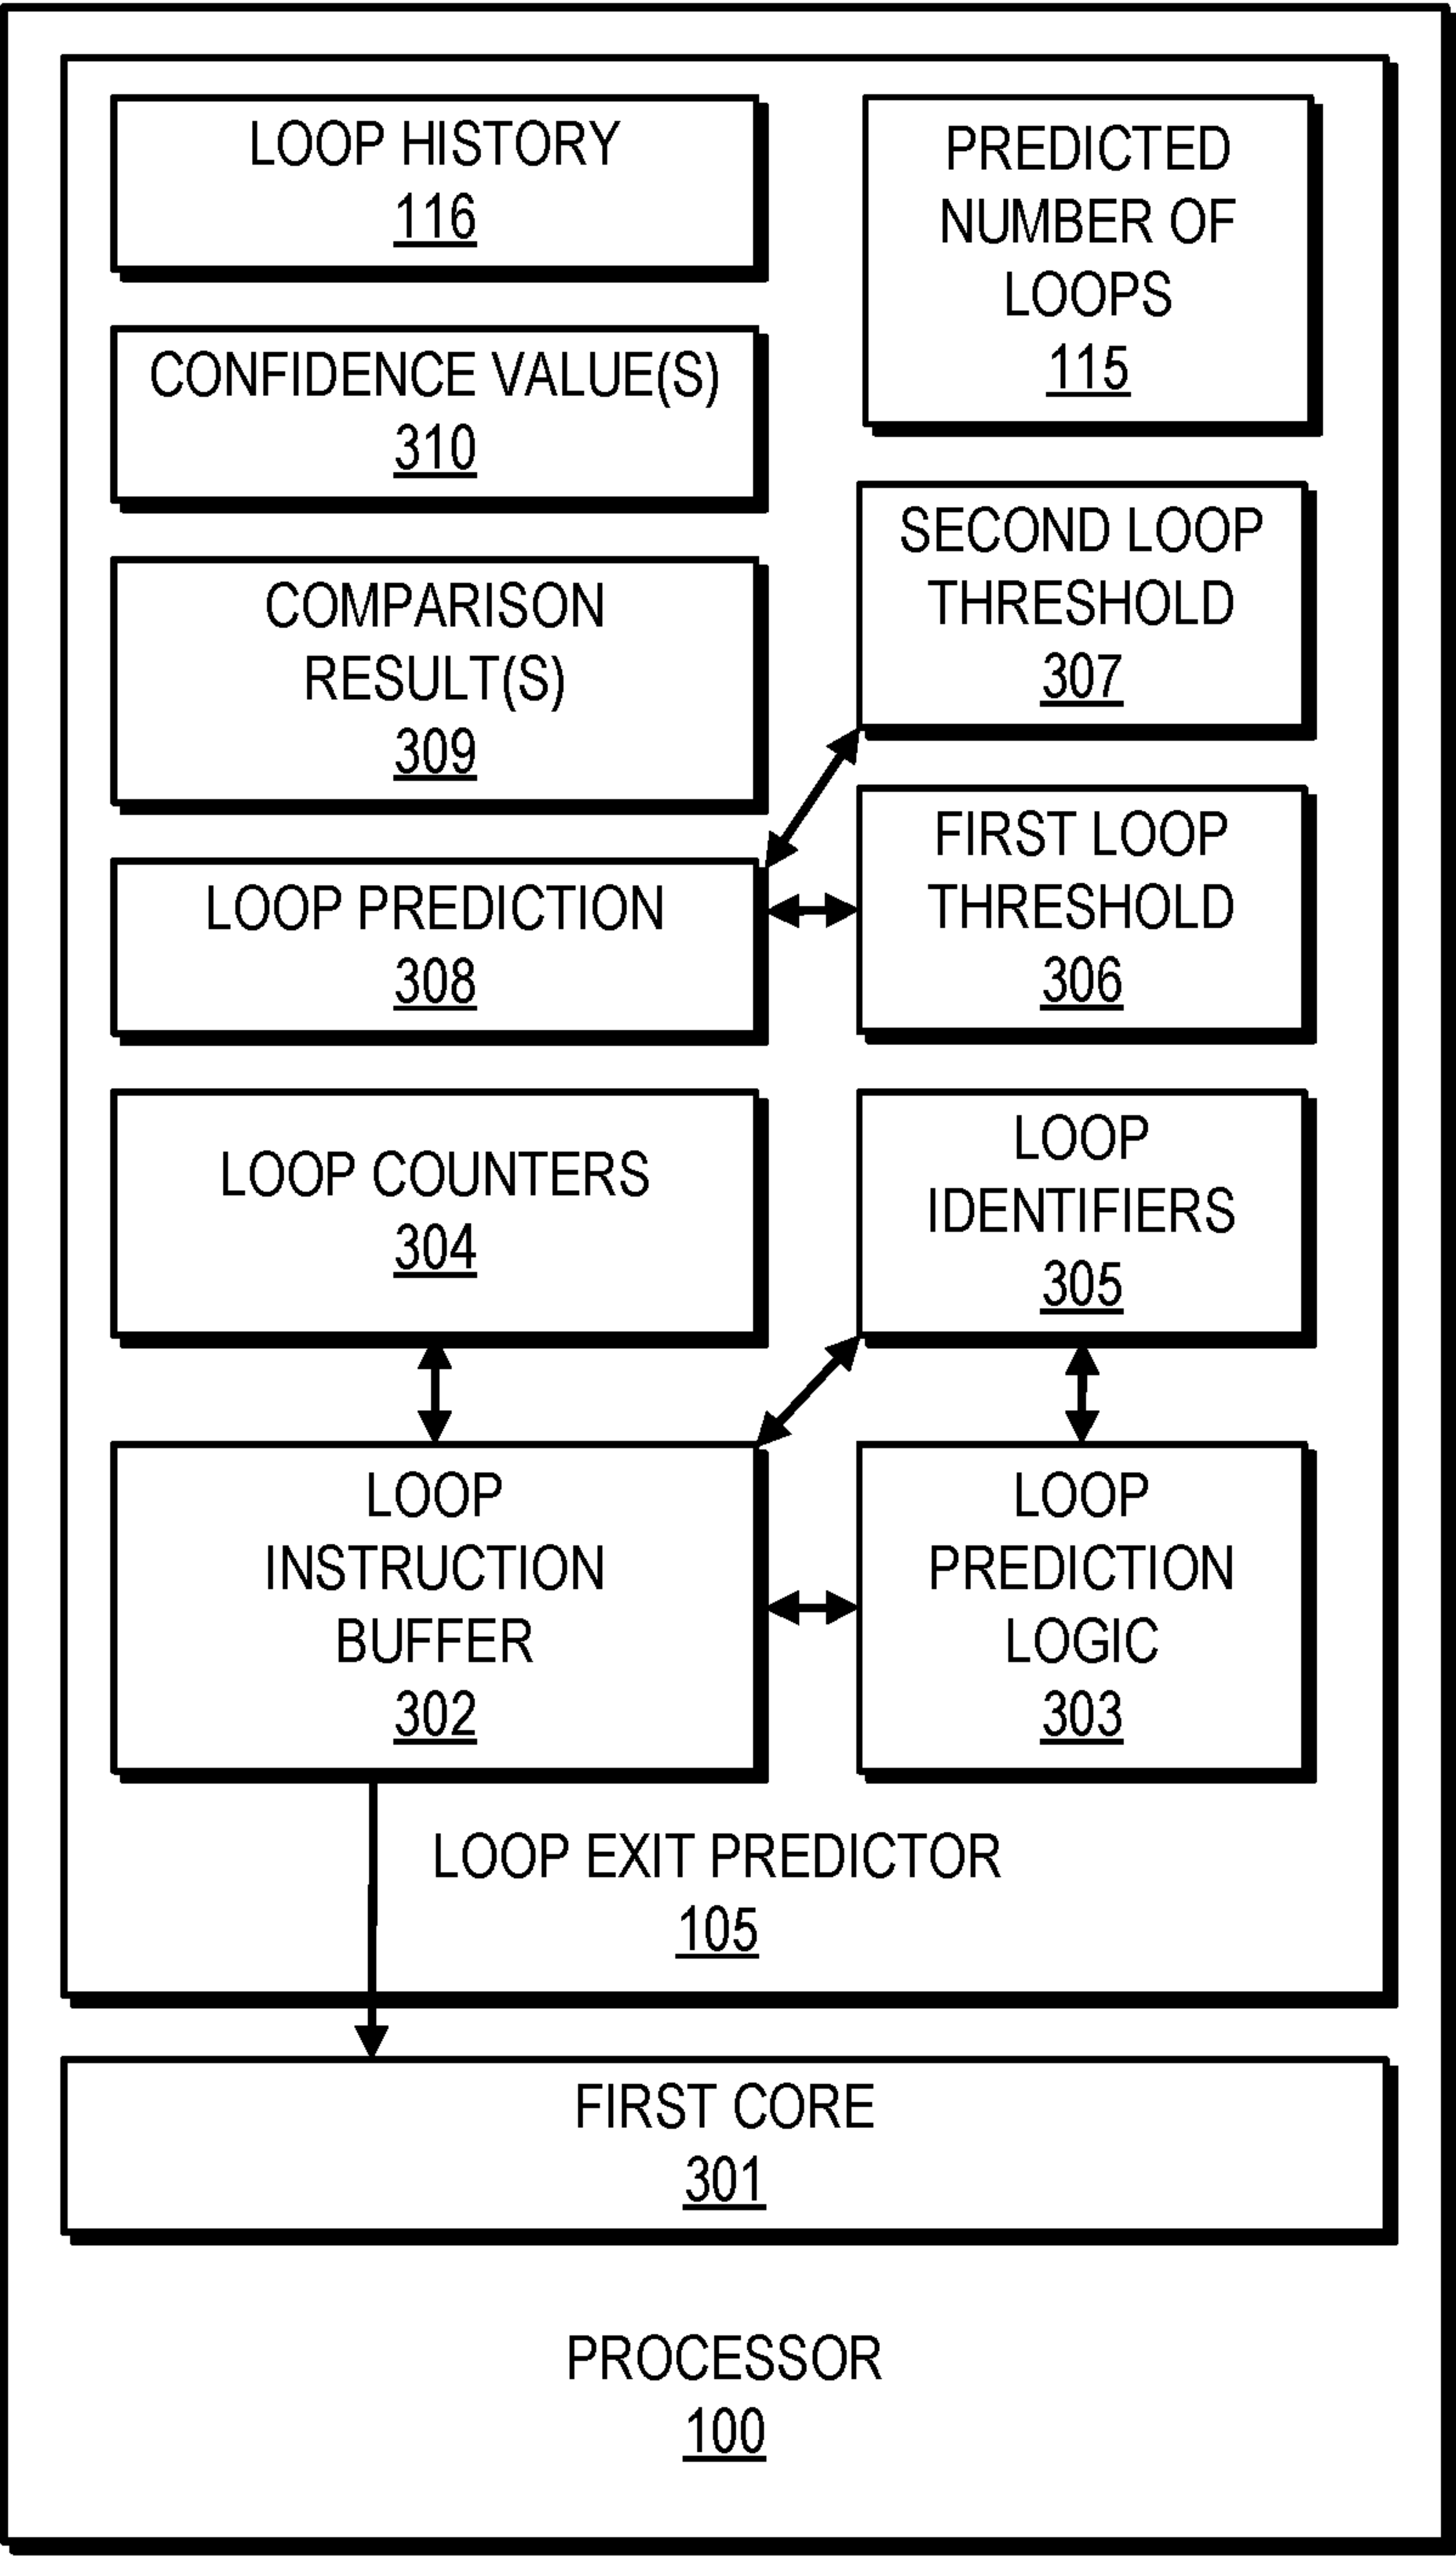 LOOP HISTORY
116
PREDICTED
NUMBER OF
LOOPS
115
CONFIDENCE VALUE(S)
310
SECOND LOOP
THRESHOLD
307
COMPARISON
RESULT(S)
309
FIRST LOOP
THRESHOLD
306
LOOP PREDICTION
308
LOOP COUNTERS
304
LOOP
IDENTIFIERS
305
LOOP
INSTRUCTION
BUFFER
302
LOOP
PREDICTION
LOGIC
303
LOOP EXIT PREDICTOR
105
FIRST CORE
301
PROCESSOR
100